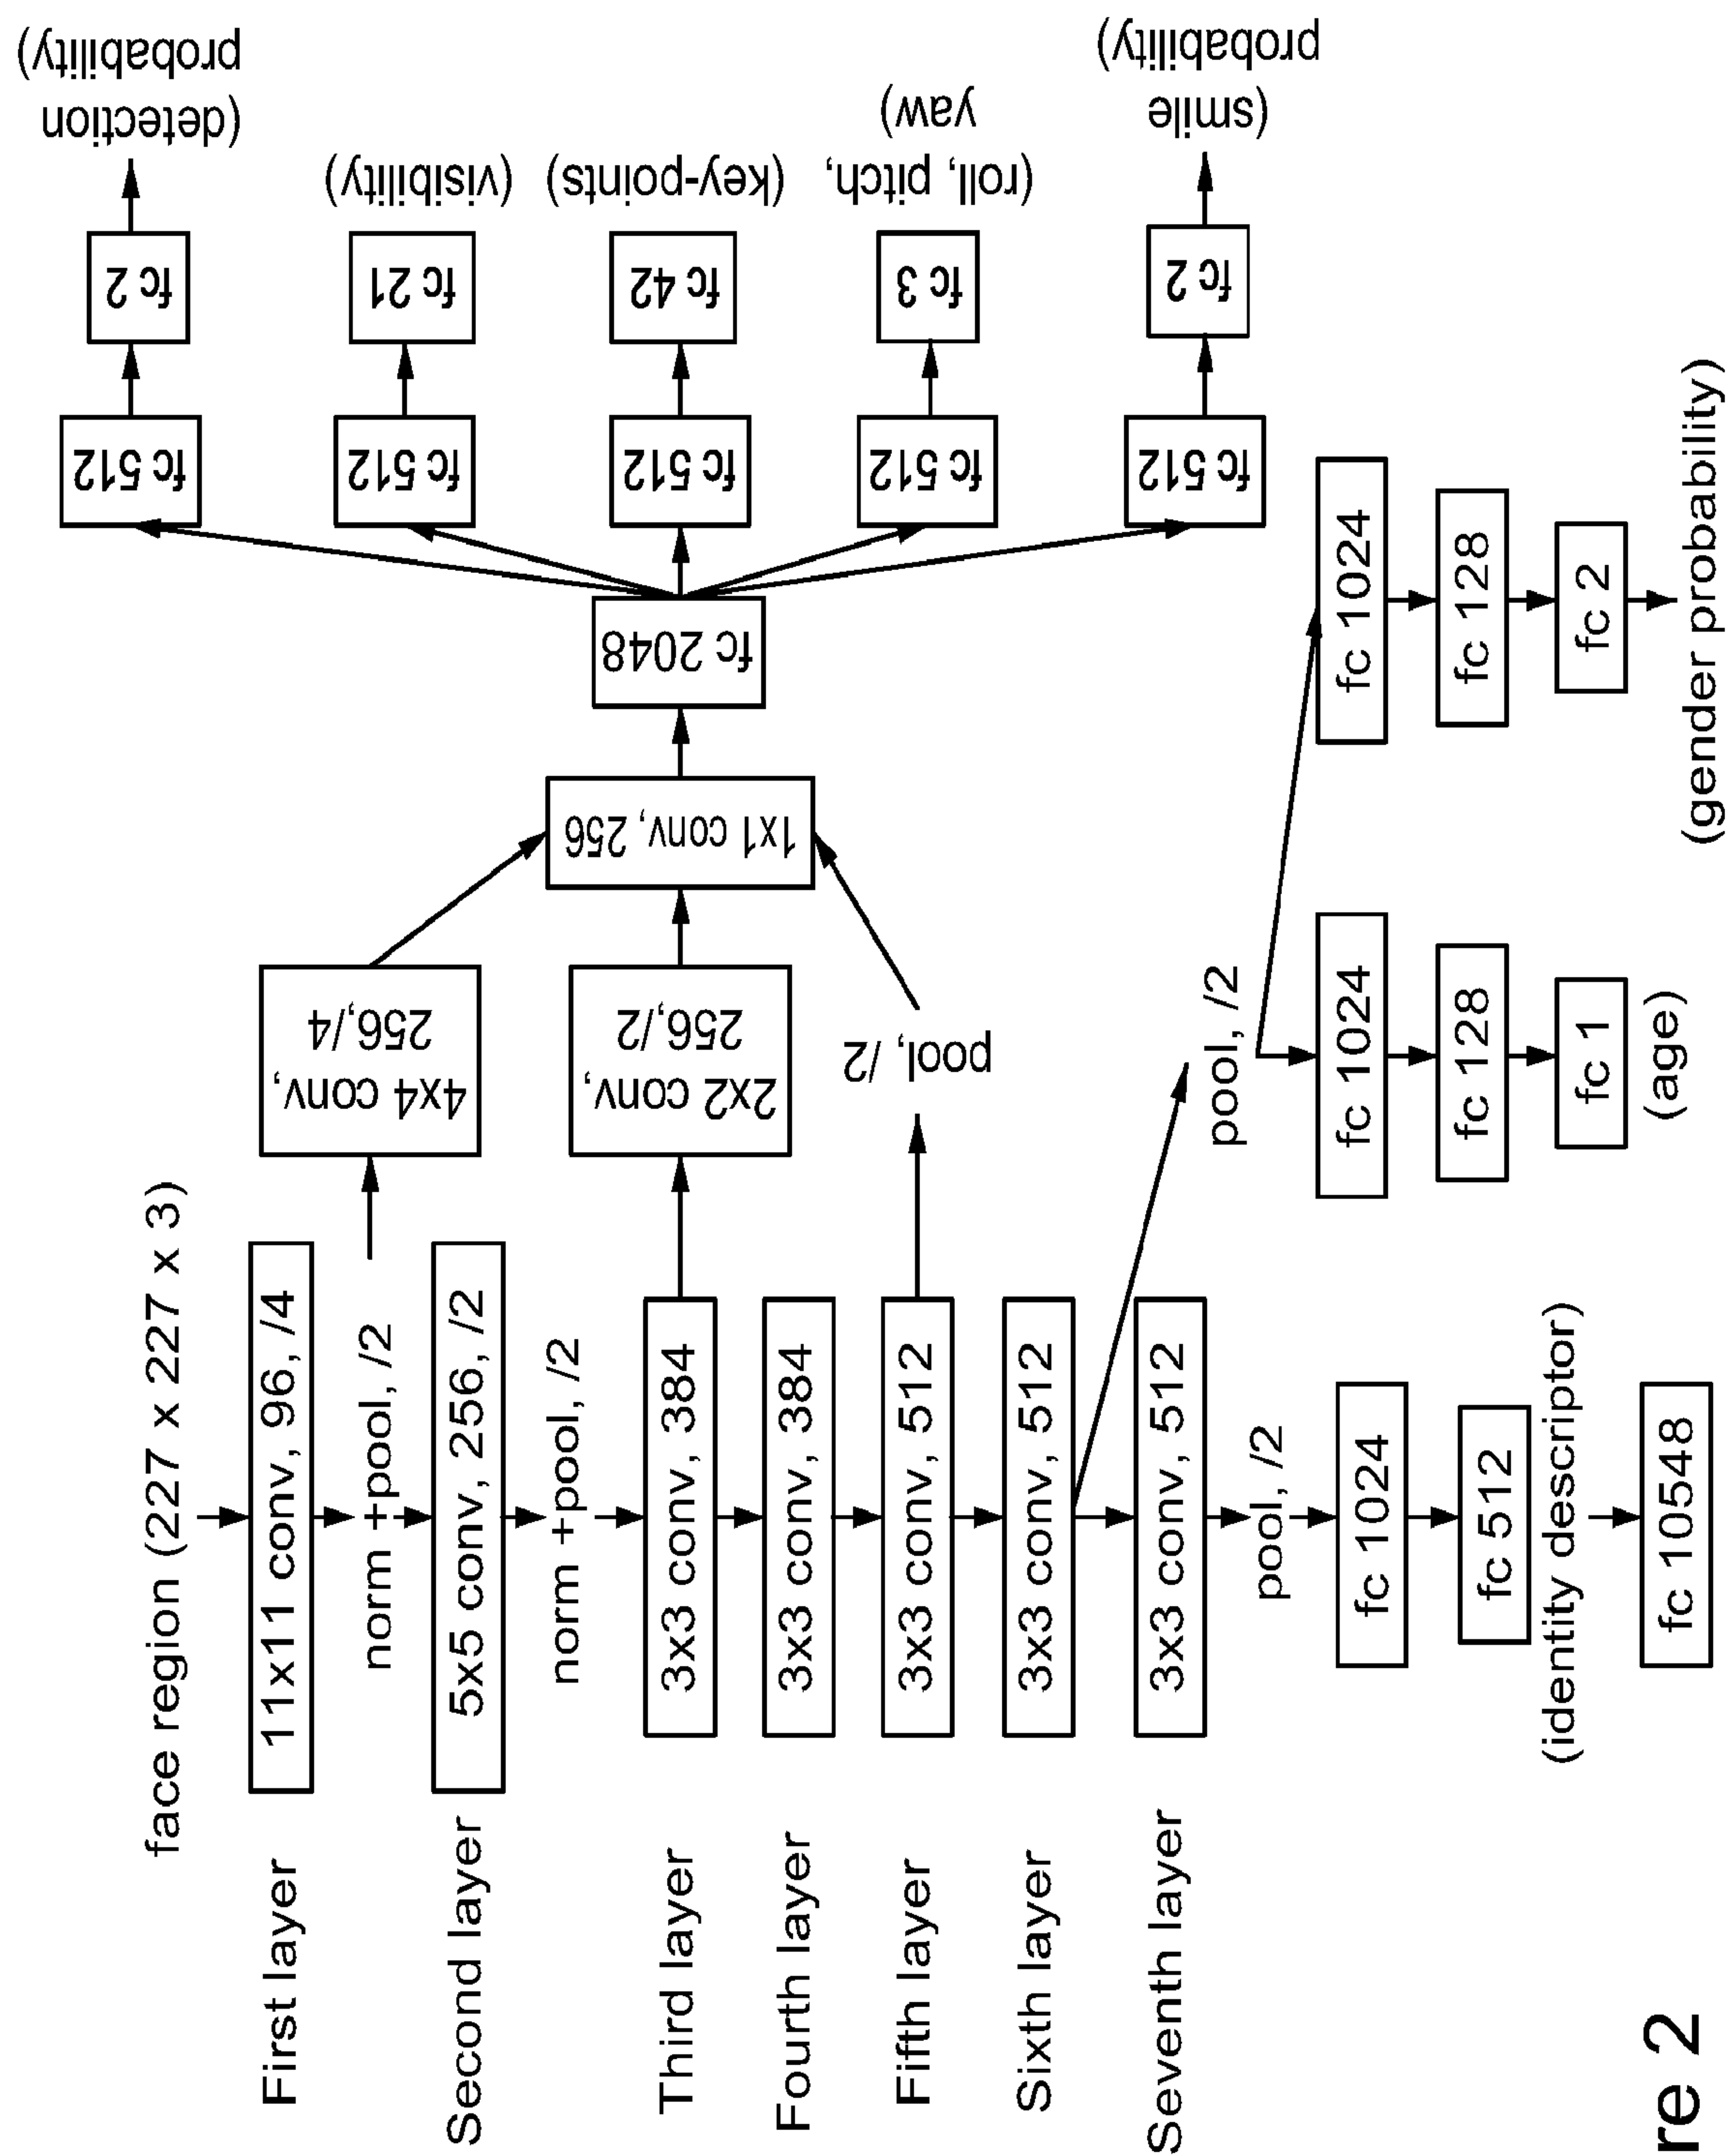 face region (227 x 227 x 3)
First layer
11x11 conv, 96, /4
norm +pool, /2
4x4 conv,
256,/4
Second layer
5x5 conv, 256, /2
norm +pool, /2
Third layer
3x3 conv, 384
2x2 conv,
256,/2
Fourth layer
3x3 conv, 384
Fifth layer
3x3 conv, 512
pool, /2
Sixth layer
3x3 conv, 512
Seventh layer
3x3 conv, 512
1x1 conv, 256
fc 2048
fc 512
fc 2
(detection
probability)
fc 512
fc 21
(visibility)
fc 512
fc 42
(key-points)
fc 512
fc 3
(roll, pitch,
yaw)
fc 512
fc 2
(smile
probability)
pool, /2
fc 1024
fc 512
(identity descriptor)
fc 10548
pool, /2
fc 1024
fc 128
fc 1
(age)
fc 1024
fc 128
fc 2
(gender probability)
re 2